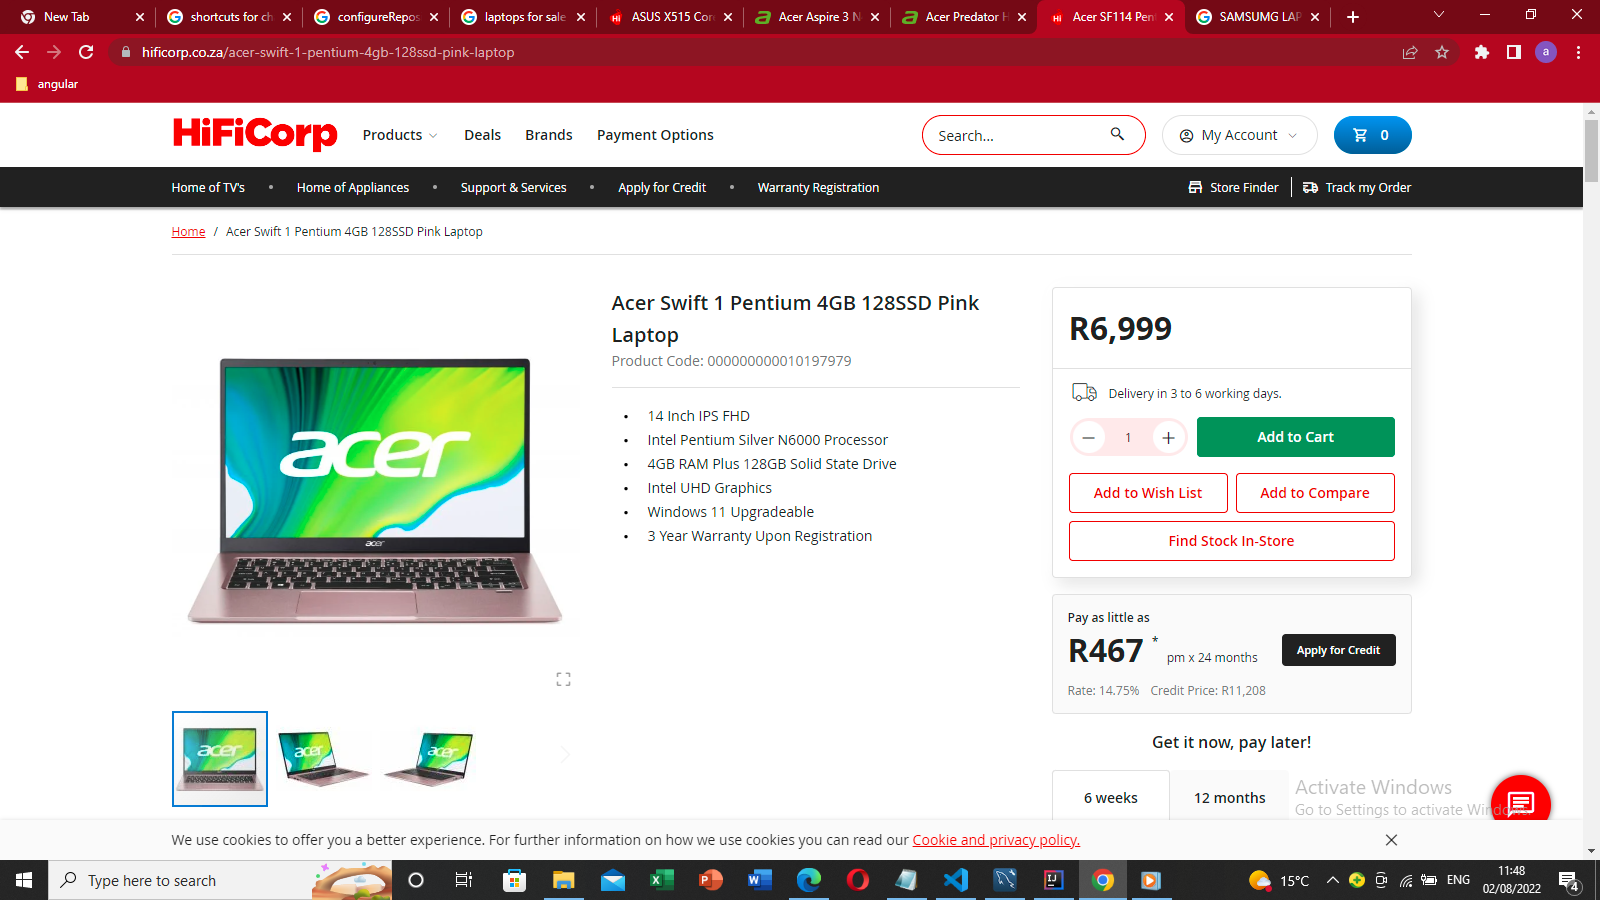 New Tab
shortcuts for ch
configureRepos
laptops for sale
ASUS X515 Cor
Acer Aspire 3 N
Acer Predator H
Acer SF114 Pen
SAMSUMG LAP
hificorp.co.za/acer-swift-1-pentium-4gb-128ssd-pink-laptop
a
angular
HiFiCorp
Products
Deals
Brands
Payment Options
Search...
My Account
0
Home of TV's
Home of Appliances
Support & Services
Apply for Credit
Warranty Registration
Store Finder
Track my Order
Home / Acer Swift 1 Pentium 4GB 128SSD Pink Laptop
acer
acer
Acer Swift 1 Pentium 4GB 128SSD Pink
Laptop
Product Code: 000000000010197979
• 14 Inch IPS FHD
• Intel Pentium Silver N6000 Processor
• 4GB RAM Plus 128GB Solid State Drive
• Intel UHD Graphics
• Windows 11 Upgradeable
• 3 Year Warranty Upon Registration
R6,999
Delivery in 3 to 6 working days.
1
Add to Cart
Add to Wish List
Add to Compare
Find Stock In-Store
Pay as little as
R467 * pm x 24 months
Apply for Credit
Rate: 14.75% Credit Price: R11,208
Get it now, pay later!
6 weeks
12 months
acer
acer
acer
Activate Windows
Go to Settings to activate Windows.
We use cookies to offer you a better experience. For further information on how we use cookies you can read our Cookie and privacy policy.
Type here to search
15°C
ENG
11:48
02/08/2022
4